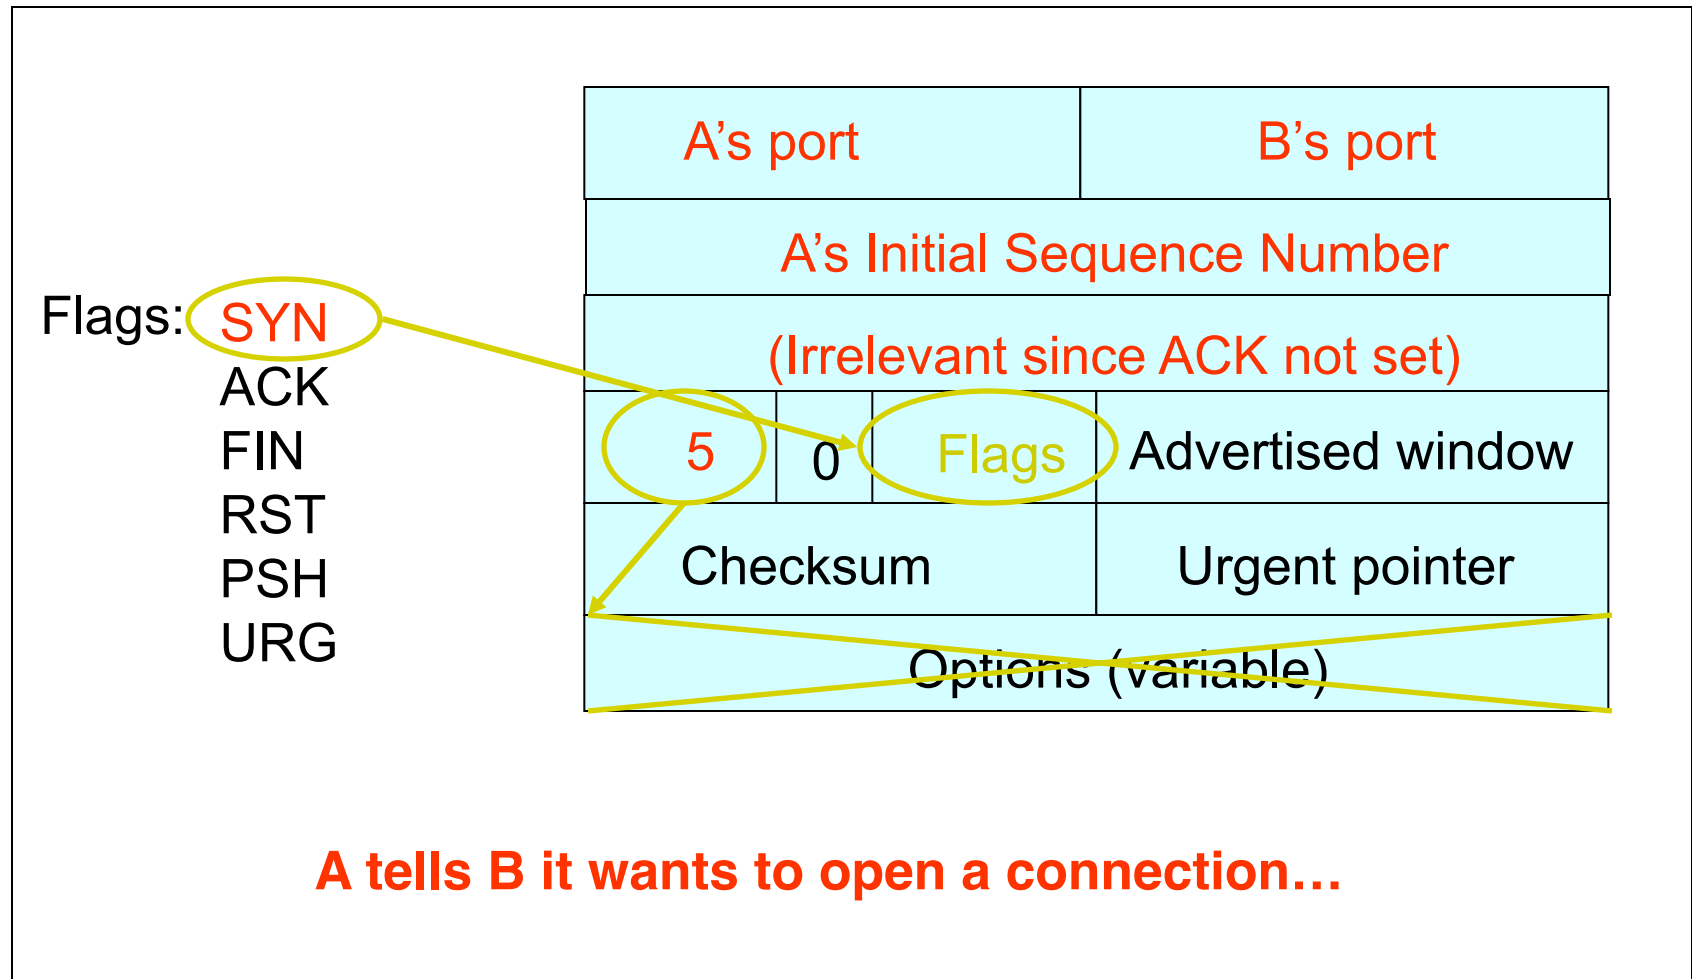 A's port
B's port
A's Initial Sequence Number
Flags: SYN
(Irrelevant since ACK not set)
ACK
FIN
RST
PSH
URG
5
0
Flags
Advertised window
Checksum
Urgent pointer
Options (variable)
A tells B it wants to open a connection…